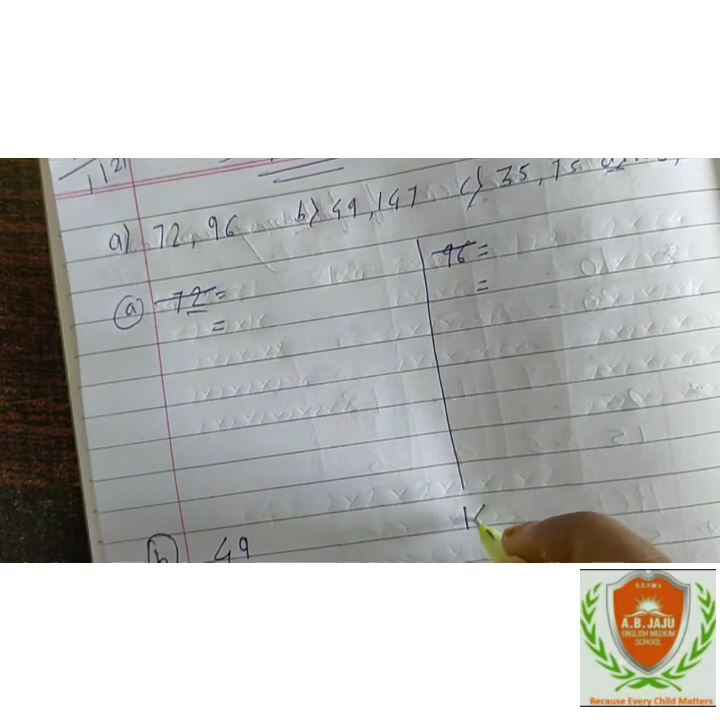 a) 72, 96 b) 49, 147 c) 35, 75
96 =
a 72 =
=
=
b 49
A.B. JAJU
ENGLISH MEDIUM
SCHOOL
Because Every Child Matters